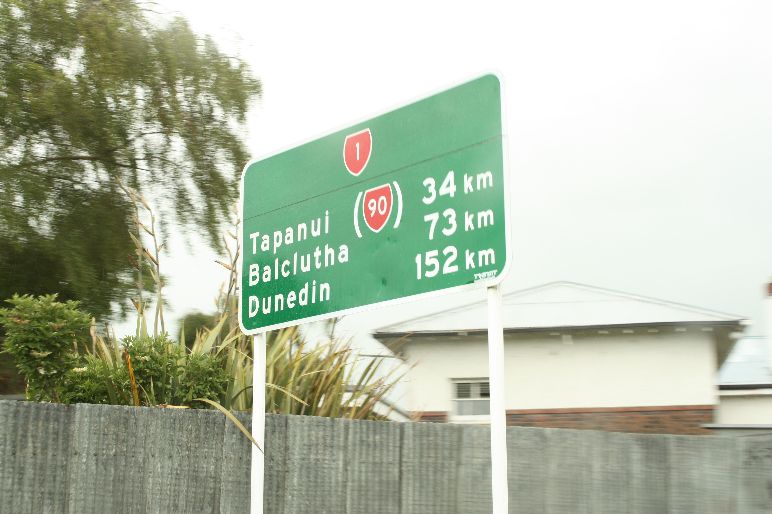 1
Tapanui (90) 34 km
Balclutha 73 km
Dunedin 152 km